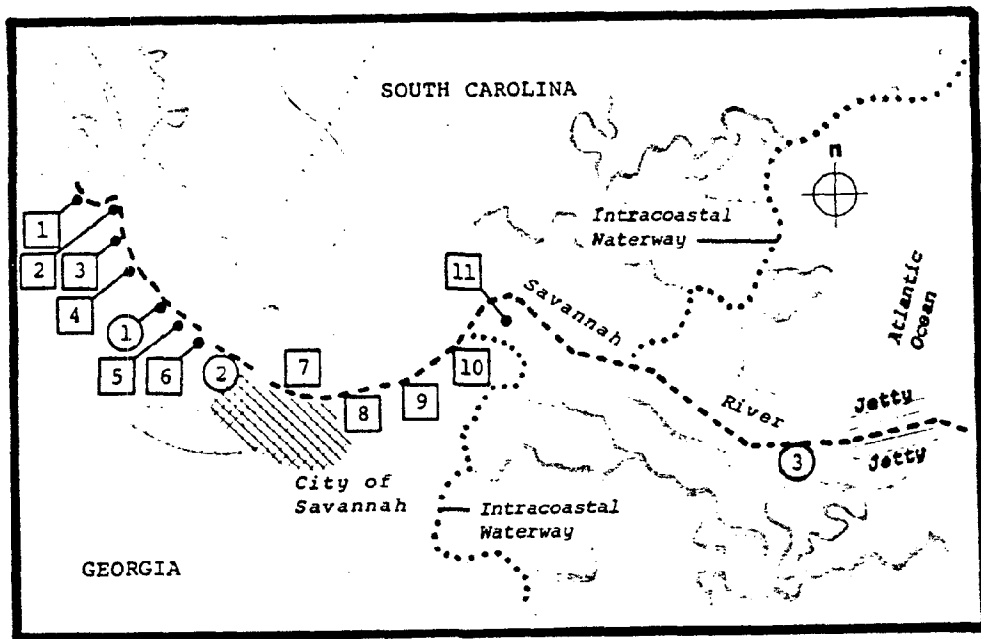 SOUTH CAROLINA
n
Intracoastal
Waterway
Atlantic
Ocean
1
2
3
4
1
5
6
2
7
8
9
10
11
Savannah
River
3
Jetty
Jetty
City of
Savannah
Intracoastal
Waterway
GEORGIA